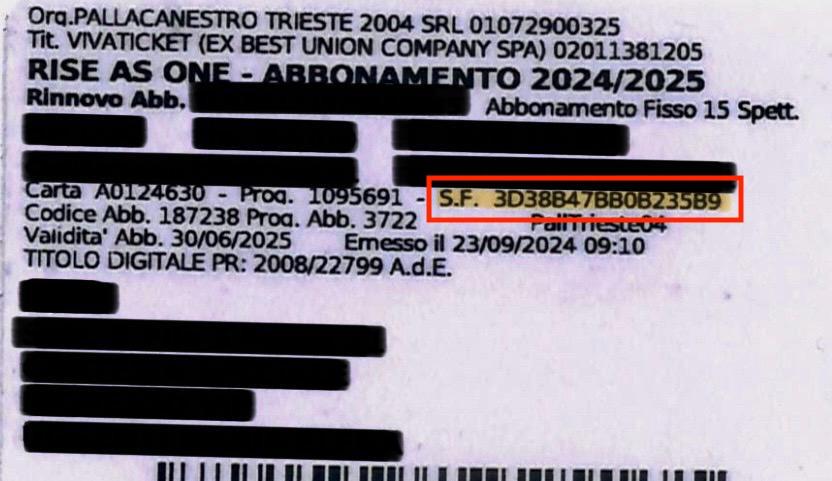 Org.PALLACANESTRO TRIESTE 2004 SRL 01072900325
Tit. VIVATICKET (EX BEST UNION COMPANY SPA) 02011381205
RISE AS ONE - ABBONAMENTO 2024/2025
Rinnovo Abb. Abbonamento Fisso 15 Spett.
Carta A0124630 - Prog. 1095691 - S.F. 3D38B47BB0B235B9
Codice Abb. 187238 Prog. Abb. 3722 PallTrieste04
Validita' Abb. 30/06/2025 Emesso il 23/09/2024 09:10
TITOLO DIGITALE PR: 2008/22799 A.d.E.